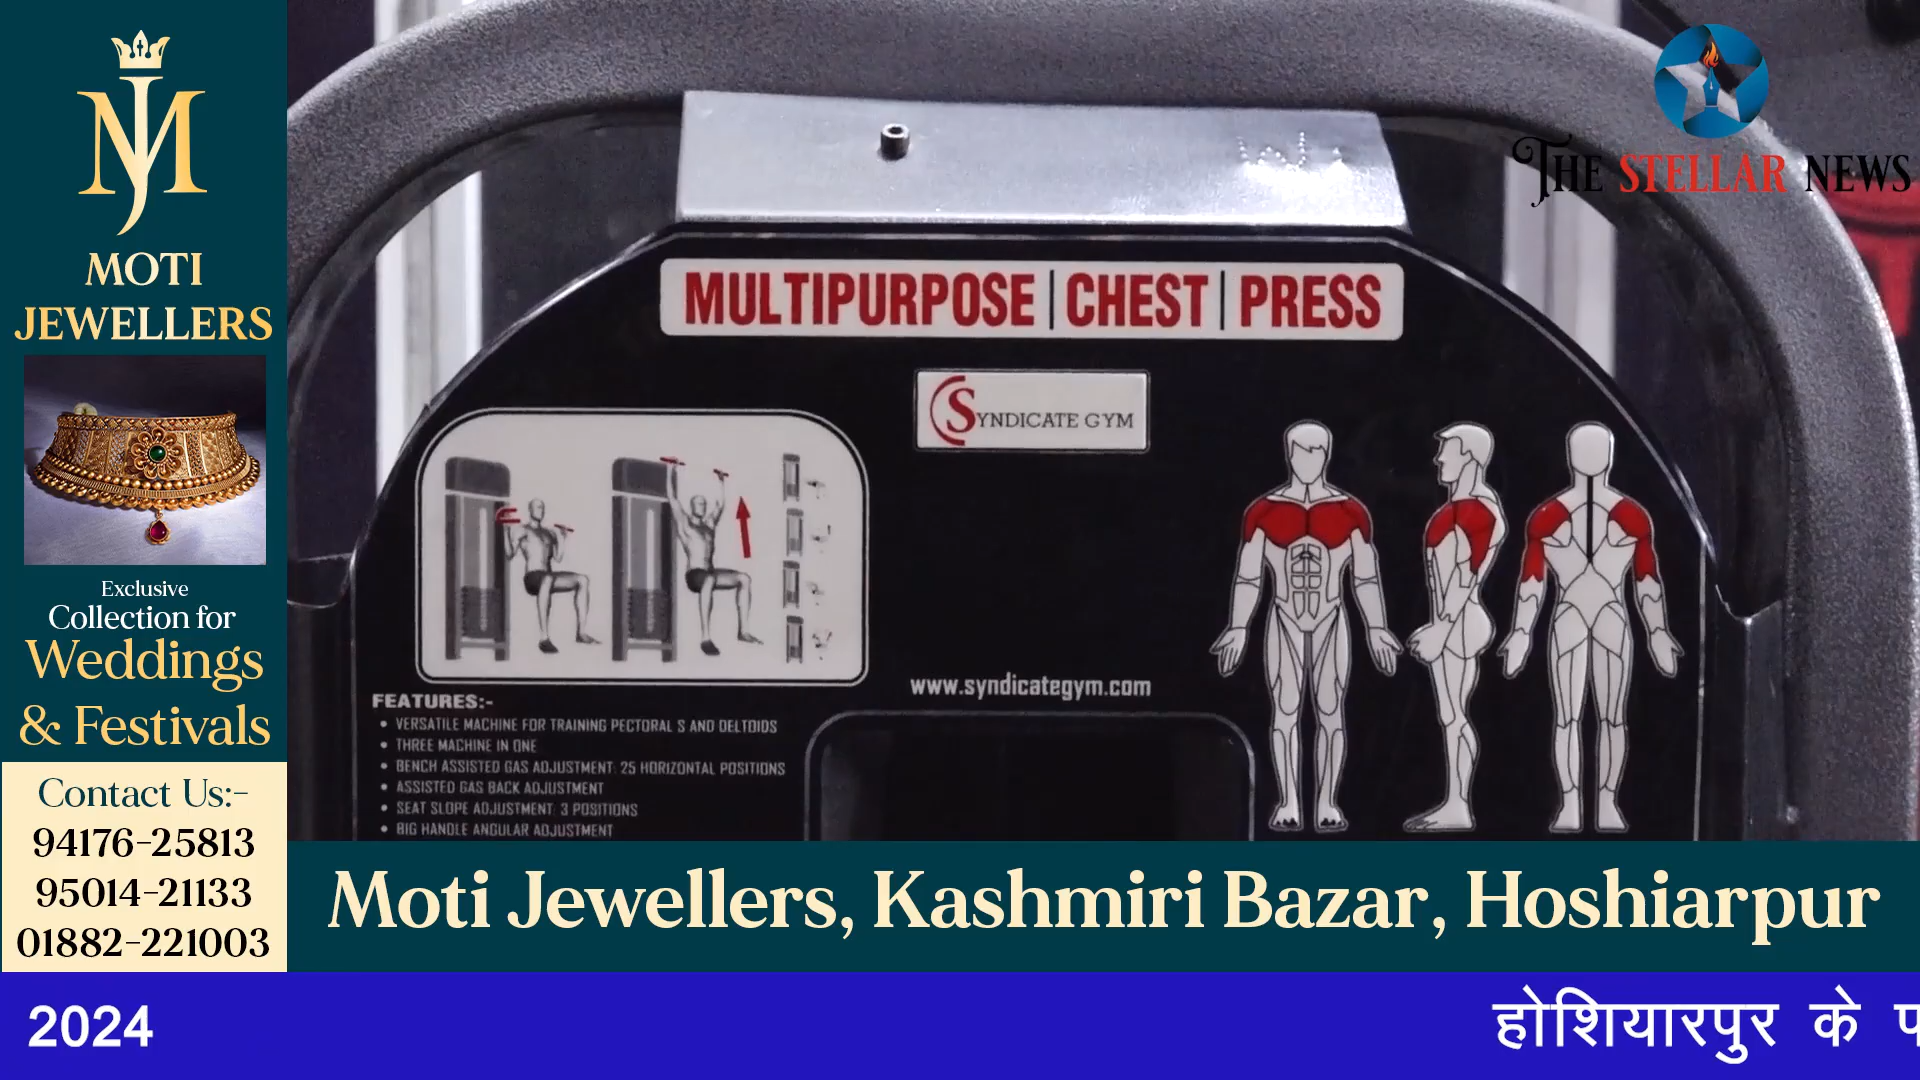 JM
MOTI
JEWELLERS
Exclusive
Collection for
Weddings
& Festivals
Contact Us:-
94176-25813
95014-21133
01882-221003
THE STELLAR NEWS
MULTIPURPOSE | CHEST | PRESS
SYNDICATE GYM
www.syndicategym.com
FEATURES:-
• VERSATILE MACHINE FOR TRAINING PECTORAL S AND DELTOIDS
• THREE MACHINE IN ONE
• BENCH ASSISTED GAS ADJUSTMENT: 25 HORIZONTAL POSITIONS
• ASSISTED GAS BACK ADJUSTMENT
• SEAT SLOPE ADJUSTMENT: 3 POSITIONS
• BIG HANDLE ANGULAR ADJUSTMENT
Moti Jewellers, Kashmiri Bazar, Hoshiarpur
2024 होशियारपुर के